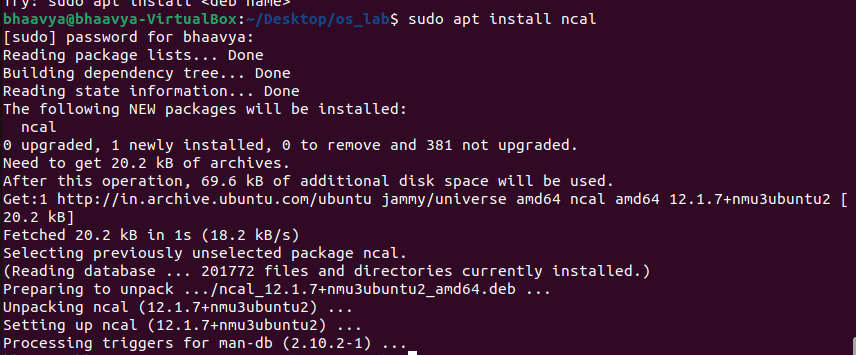 Try: sudo apt install <deb name>
bhaavya@bhaavya-VirtualBox:~/Desktop/os_lab$ sudo apt install ncal
[sudo] password for bhaavya:
Reading package lists... Done
Building dependency tree... Done
Reading state information... Done
The following NEW packages will be installed:
  ncal
0 upgraded, 1 newly installed, 0 to remove and 381 not upgraded.
Need to get 20.2 kB of archives.
After this operation, 69.6 kB of additional disk space will be used.
Get:1 http://in.archive.ubuntu.com/ubuntu jammy/universe amd64 ncal amd64 12.1.7+nmu3ubuntu2 [
20.2 kB]
Fetched 20.2 kB in 1s (18.2 kB/s)
Selecting previously unselected package ncal.
(Reading database ... 201772 files and directories currently installed.)
Preparing to unpack .../ncal_12.1.7+nmu3ubuntu2_amd64.deb ...
Unpacking ncal (12.1.7+nmu3ubuntu2) ...
Setting up ncal (12.1.7+nmu3ubuntu2) ...
Processing triggers for man-db (2.10.2-1) ...